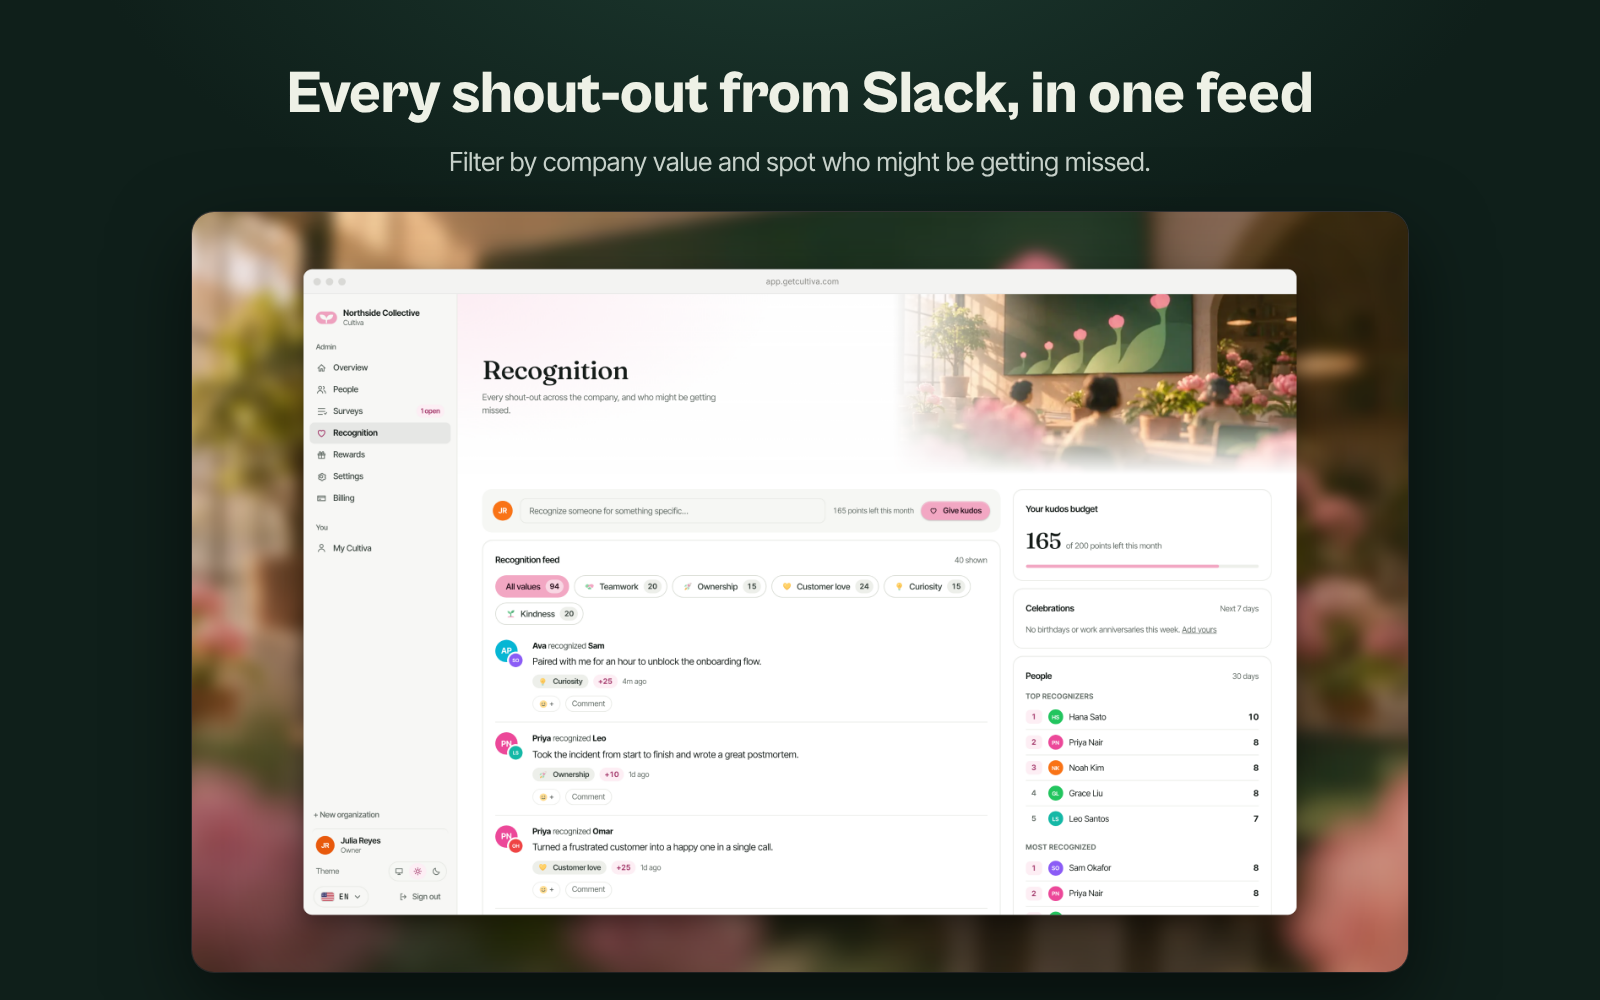 Every shout-out from Slack, in one feed
Filter by company value and spot who might be getting missed.
app.getcultiva.com
Northside Collective
Cultiva
Admin
Overview
People
Surveys 1 open
Recognition
Rewards
Settings
Billing
You
My Cultiva
+ New organization
JR Julia Reyes
Owner
Theme
EN Sign out
Recognition
Every shout-out across the company, and who might be getting
missed.
JR Recognize someone for something specific... 165 points left this month Give kudos
Recognition feed 40 shown
All values 94 Teamwork 20 Ownership 15 Customer love 24 Curiosity 15
Kindness 20
Ava recognized Sam
Paired with me for an hour to unblock the onboarding flow.
Curiosity +25 4m ago
+ Comment
Priya recognized Leo
Took the incident from start to finish and wrote a great postmortem.
Ownership +10 1d ago
+ Comment
Priya recognized Omar
Turned a frustrated customer into a happy one in a single call.
Customer love +25 1d ago
+ Comment
Your kudos budget
165 of 200 points left this month
Celebrations Next 7 days
No birthdays or work anniversaries this week. Add yours
People 30 days
TOP RECOGNIZERS
1 HS Hana Sato 10
2 PN Priya Nair 8
3 NK Noah Kim 8
4 GL Grace Liu 8
5 LS Leo Santos 7
MOST RECOGNIZED
1 SO Sam Okafor 8
2 PN Priya Nair 8